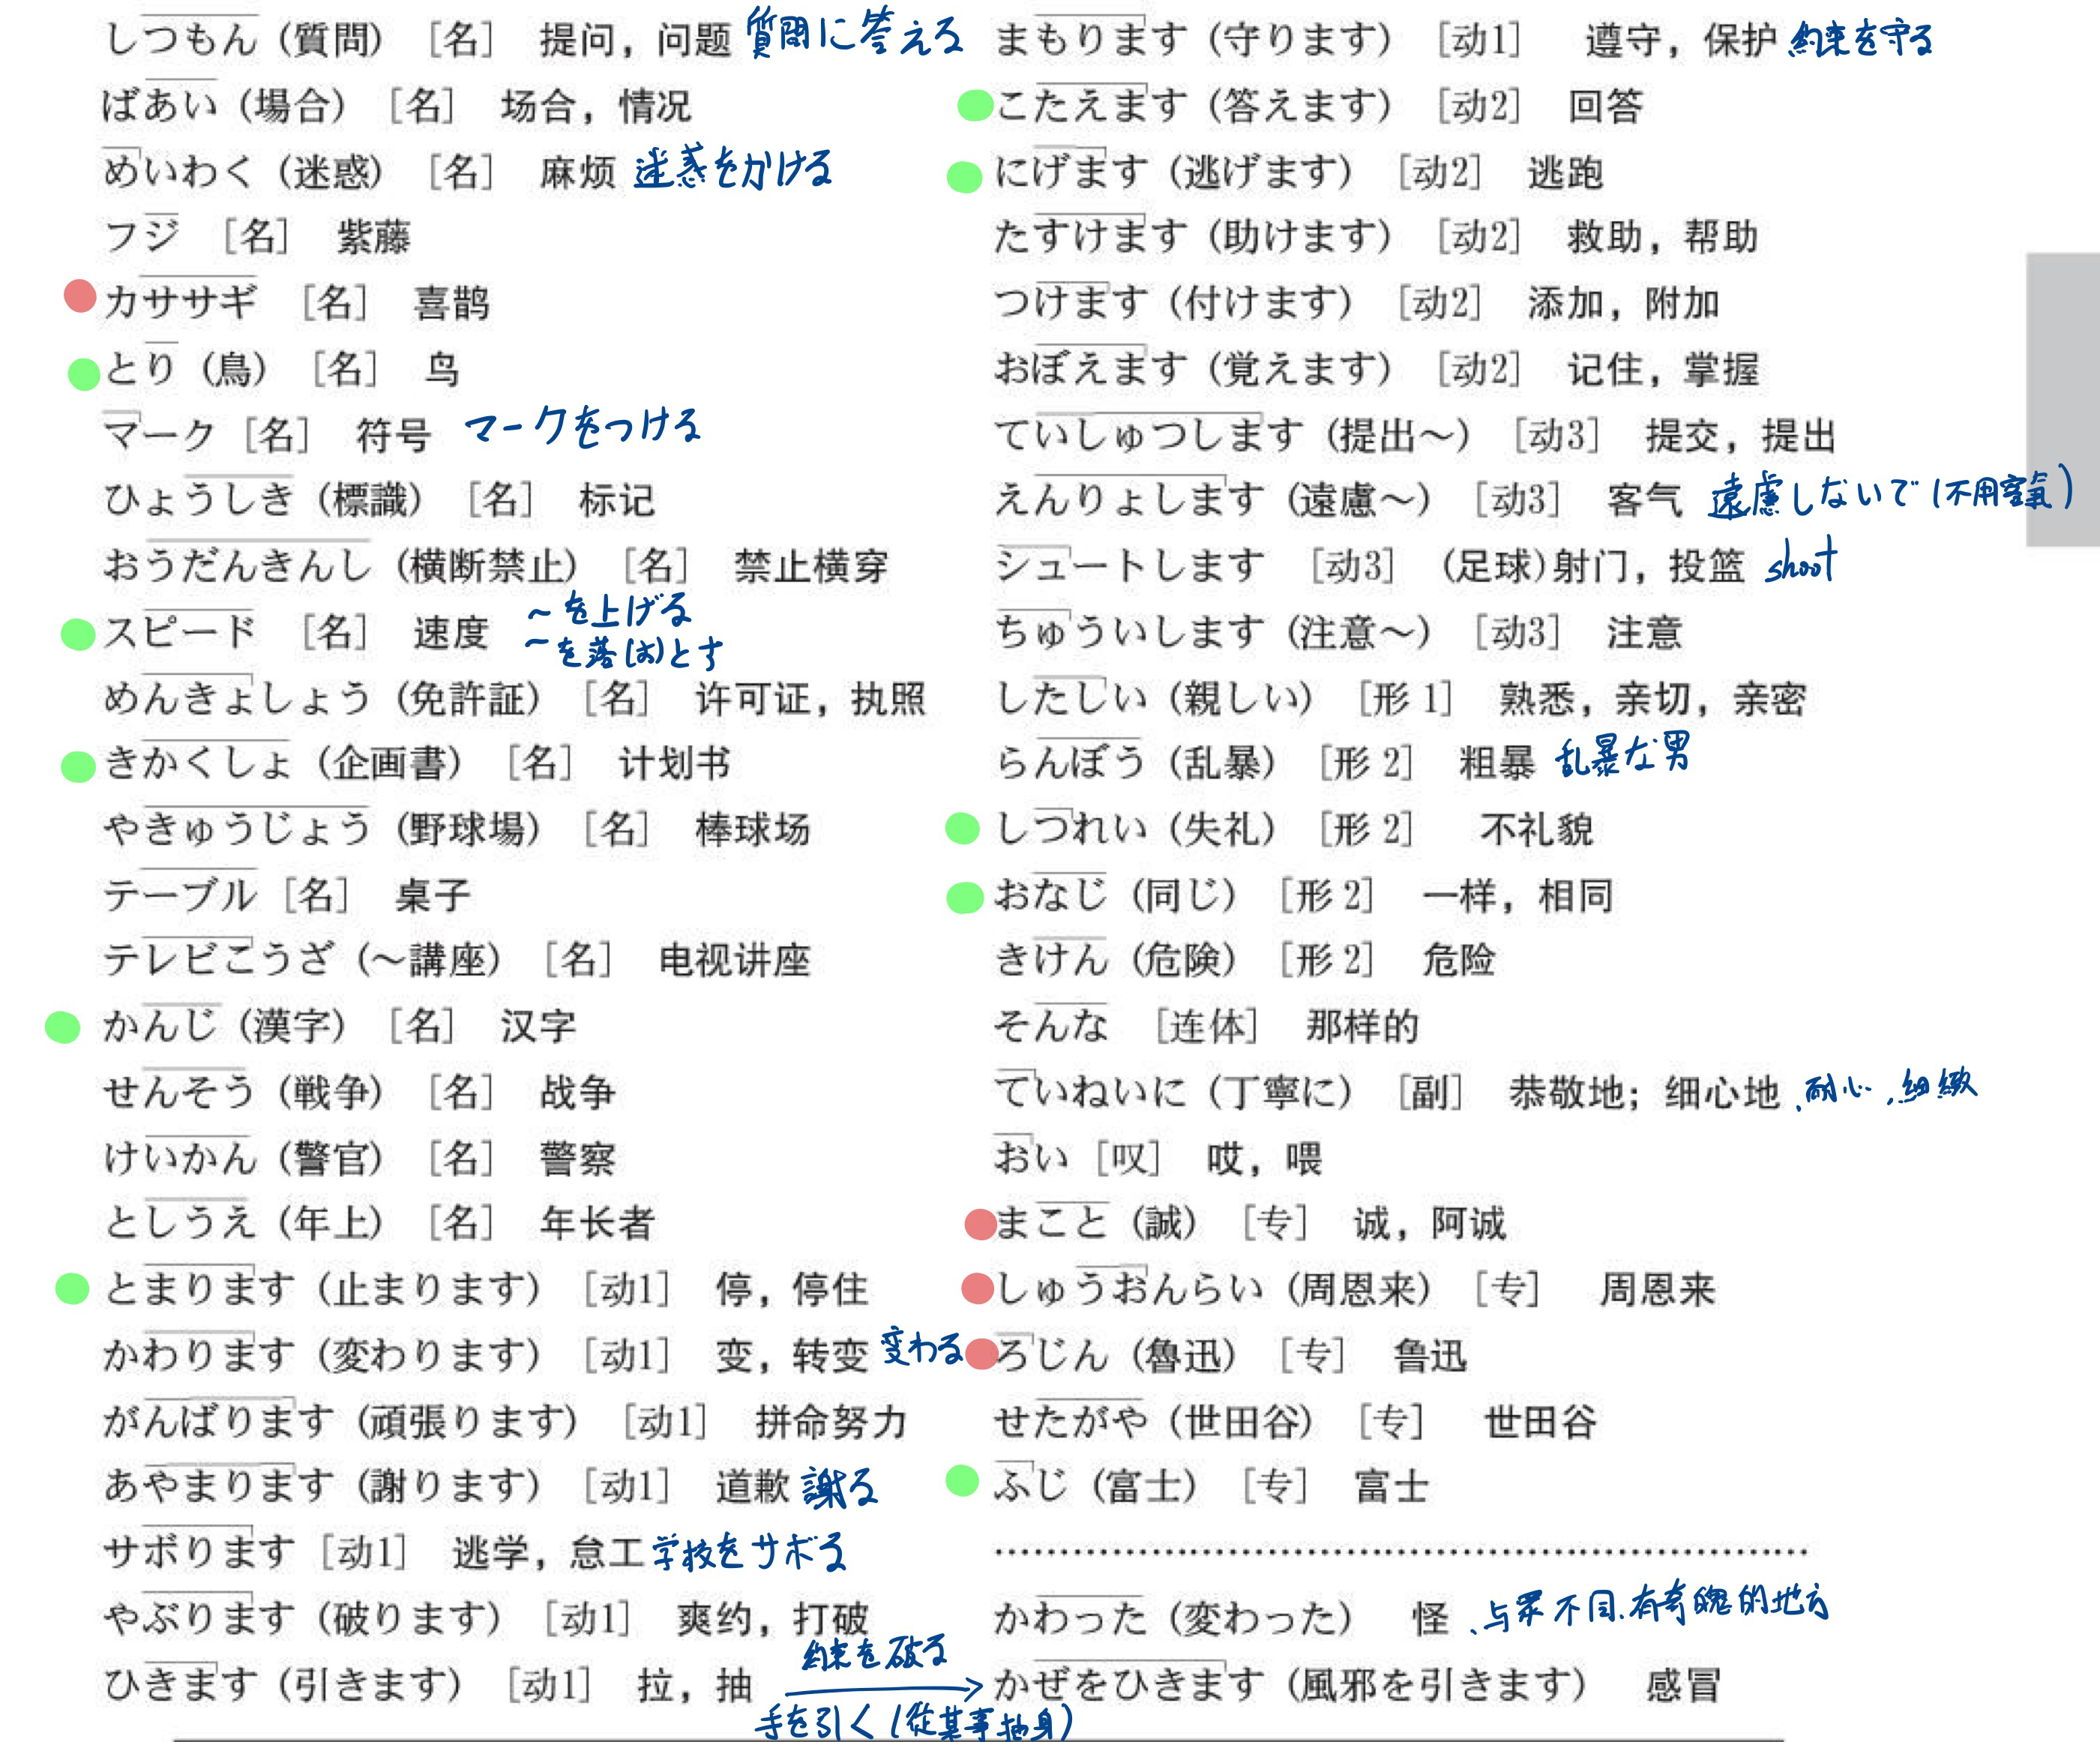 しつもん（質問）［名］ 提问，问题 質問に答える
ばあい（場合）［名］ 场合，情况
めいわく（迷惑）［名］ 麻烦 迷惑をかける
フジ ［名］ 紫藤
カササギ ［名］ 喜鹊
とり（鳥）［名］ 鸟
マーク［名］ 符号 マークをつける
ひょうしき（標識）［名］ 标记
おうだんきんし（横断禁止）［名］ 禁止横穿
スピード ［名］ 速度 ～を上げる
～を落(お)とす
めんきょしょう（免許証）［名］ 许可证，执照
きかくしょ（企画書）［名］ 计划书
やきゅうじょう（野球場）［名］ 棒球场
テーブル［名］ 桌子
テレビこうざ（～講座）［名］ 电视讲座
かんじ（漢字）［名］ 汉字
せんそう（戦争）［名］ 战争
けいかん（警官）［名］ 警察
としうえ（年上）［名］ 年长者
とまります（止まります）［动1］ 停，停住
かわります（変わります）［动1］ 变，转变 変わる
がんばります（頑張ります）［动1］ 拼命努力
あやまります（謝ります）［动1］ 道歉 謝る
サボります［动1］ 逃学，怠工 学校をサボる
やぶります（破ります）［动1］ 爽约，打破
約束を破る
ひきます（引きます）［动1］ 拉，抽
手を引く（從某事抽身）
まもります（守ります）［动1］ 遵守，保护 約束を守る
こたえます（答えます）［动2］ 回答
にげます（逃げます）［动2］ 逃跑
たすけます（助けます）［动2］ 救助，帮助
つけます（付けます）［动2］ 添加，附加
おぼえます（覚えます）［动2］ 记住，掌握
ていしゅつします（提出～）［动3］ 提交，提出
えんりょします（遠慮～）［动3］ 客气 遠慮しないで（不用客氣）
シュートします ［动3］ (足球)射门，投篮 shoot
ちゅういします（注意～）［动3］ 注意
したしい（親しい）［形1］ 熟悉，亲切，亲密
らんぼう（乱暴）［形2］ 粗暴 乱暴な男
しつれい（失礼）［形2］ 不礼貌
おなじ（同じ）［形2］ 一样，相同
きけん（危険）［形2］ 危险
そんな ［连体］ 那样的
ていねいに（丁寧に）［副］ 恭敬地；细心地、耐心、細緻
おい［叹］ 哎，喂
まこと（誠）［专］ 诚，阿诚
しゅうおんらい（周恩来）［专］ 周恩来
ろじん（魯迅）［专］ 鲁迅
せたがや（世田谷）［专］ 世田谷
ふじ（富士）［专］ 富士
かわった（変わった） 怪、与眾不同、有奇怪的地方
かぜをひきます（風邪を引きます） 感冒